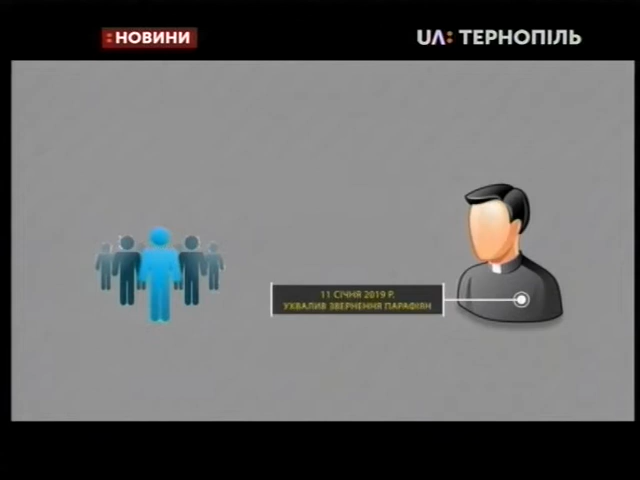 :НОВИНИ
UA: ТЕРНОПІЛЬ
11 СІЧНЯ 2019 Р.
УХВАЛИВ ЗВЕРНЕННЯ ПАРАФІЯН